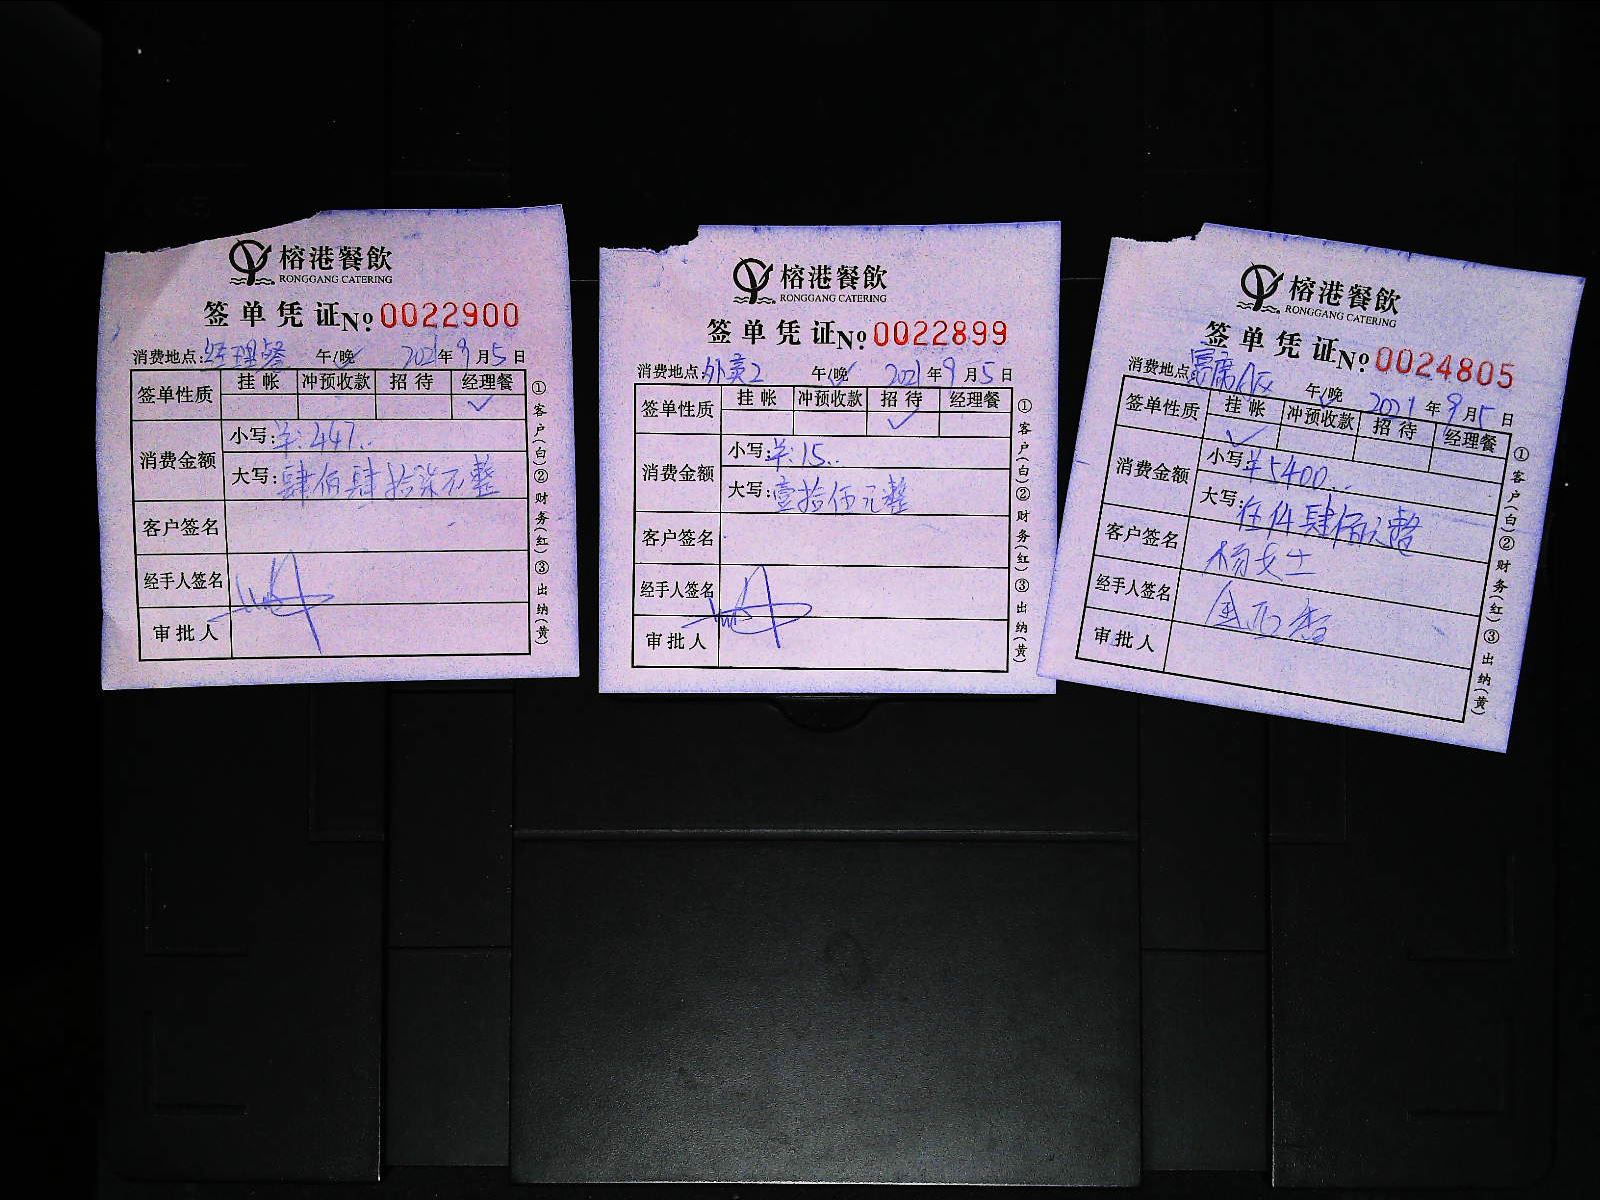 榕港餐飲
RONGGANG CATERING
签单凭证No 0022900
消费地点:经理餐 午/晚 2021年9月5日
签单性质 挂帐 冲预收款 招待 经理餐
✓
消费金额 小写:¥:447..
大写:肆佰肆拾柒元整
客户签名
经手人签名
审批人
①客户(白)②财务(红)③出纳(黄)
榕港餐飲
RONGGANG CATERING
签单凭证No 0022899
消费地点:外卖2 午/晚 2021年9月5日
签单性质 挂帐 冲预收款 招待 经理餐
✓
消费金额 小写:¥:15..
大写:壹拾伍元整
客户签名
经手人签名
审批人
①客户(白)②财务(红)③出纳(黄)
榕港餐飲
RONGGANG CATERING
签单凭证No 0024805
消费地点 宴席A区 午/晚 2021年9月5日
签单性质 挂帐 冲预收款 招待 经理餐
✓
消费金额 小写:¥5400..
大写:伍仟肆佰元整
客户签名 杨女士
经手人签名
审批人
①客户(白)②财务(红)③出纳(黄)